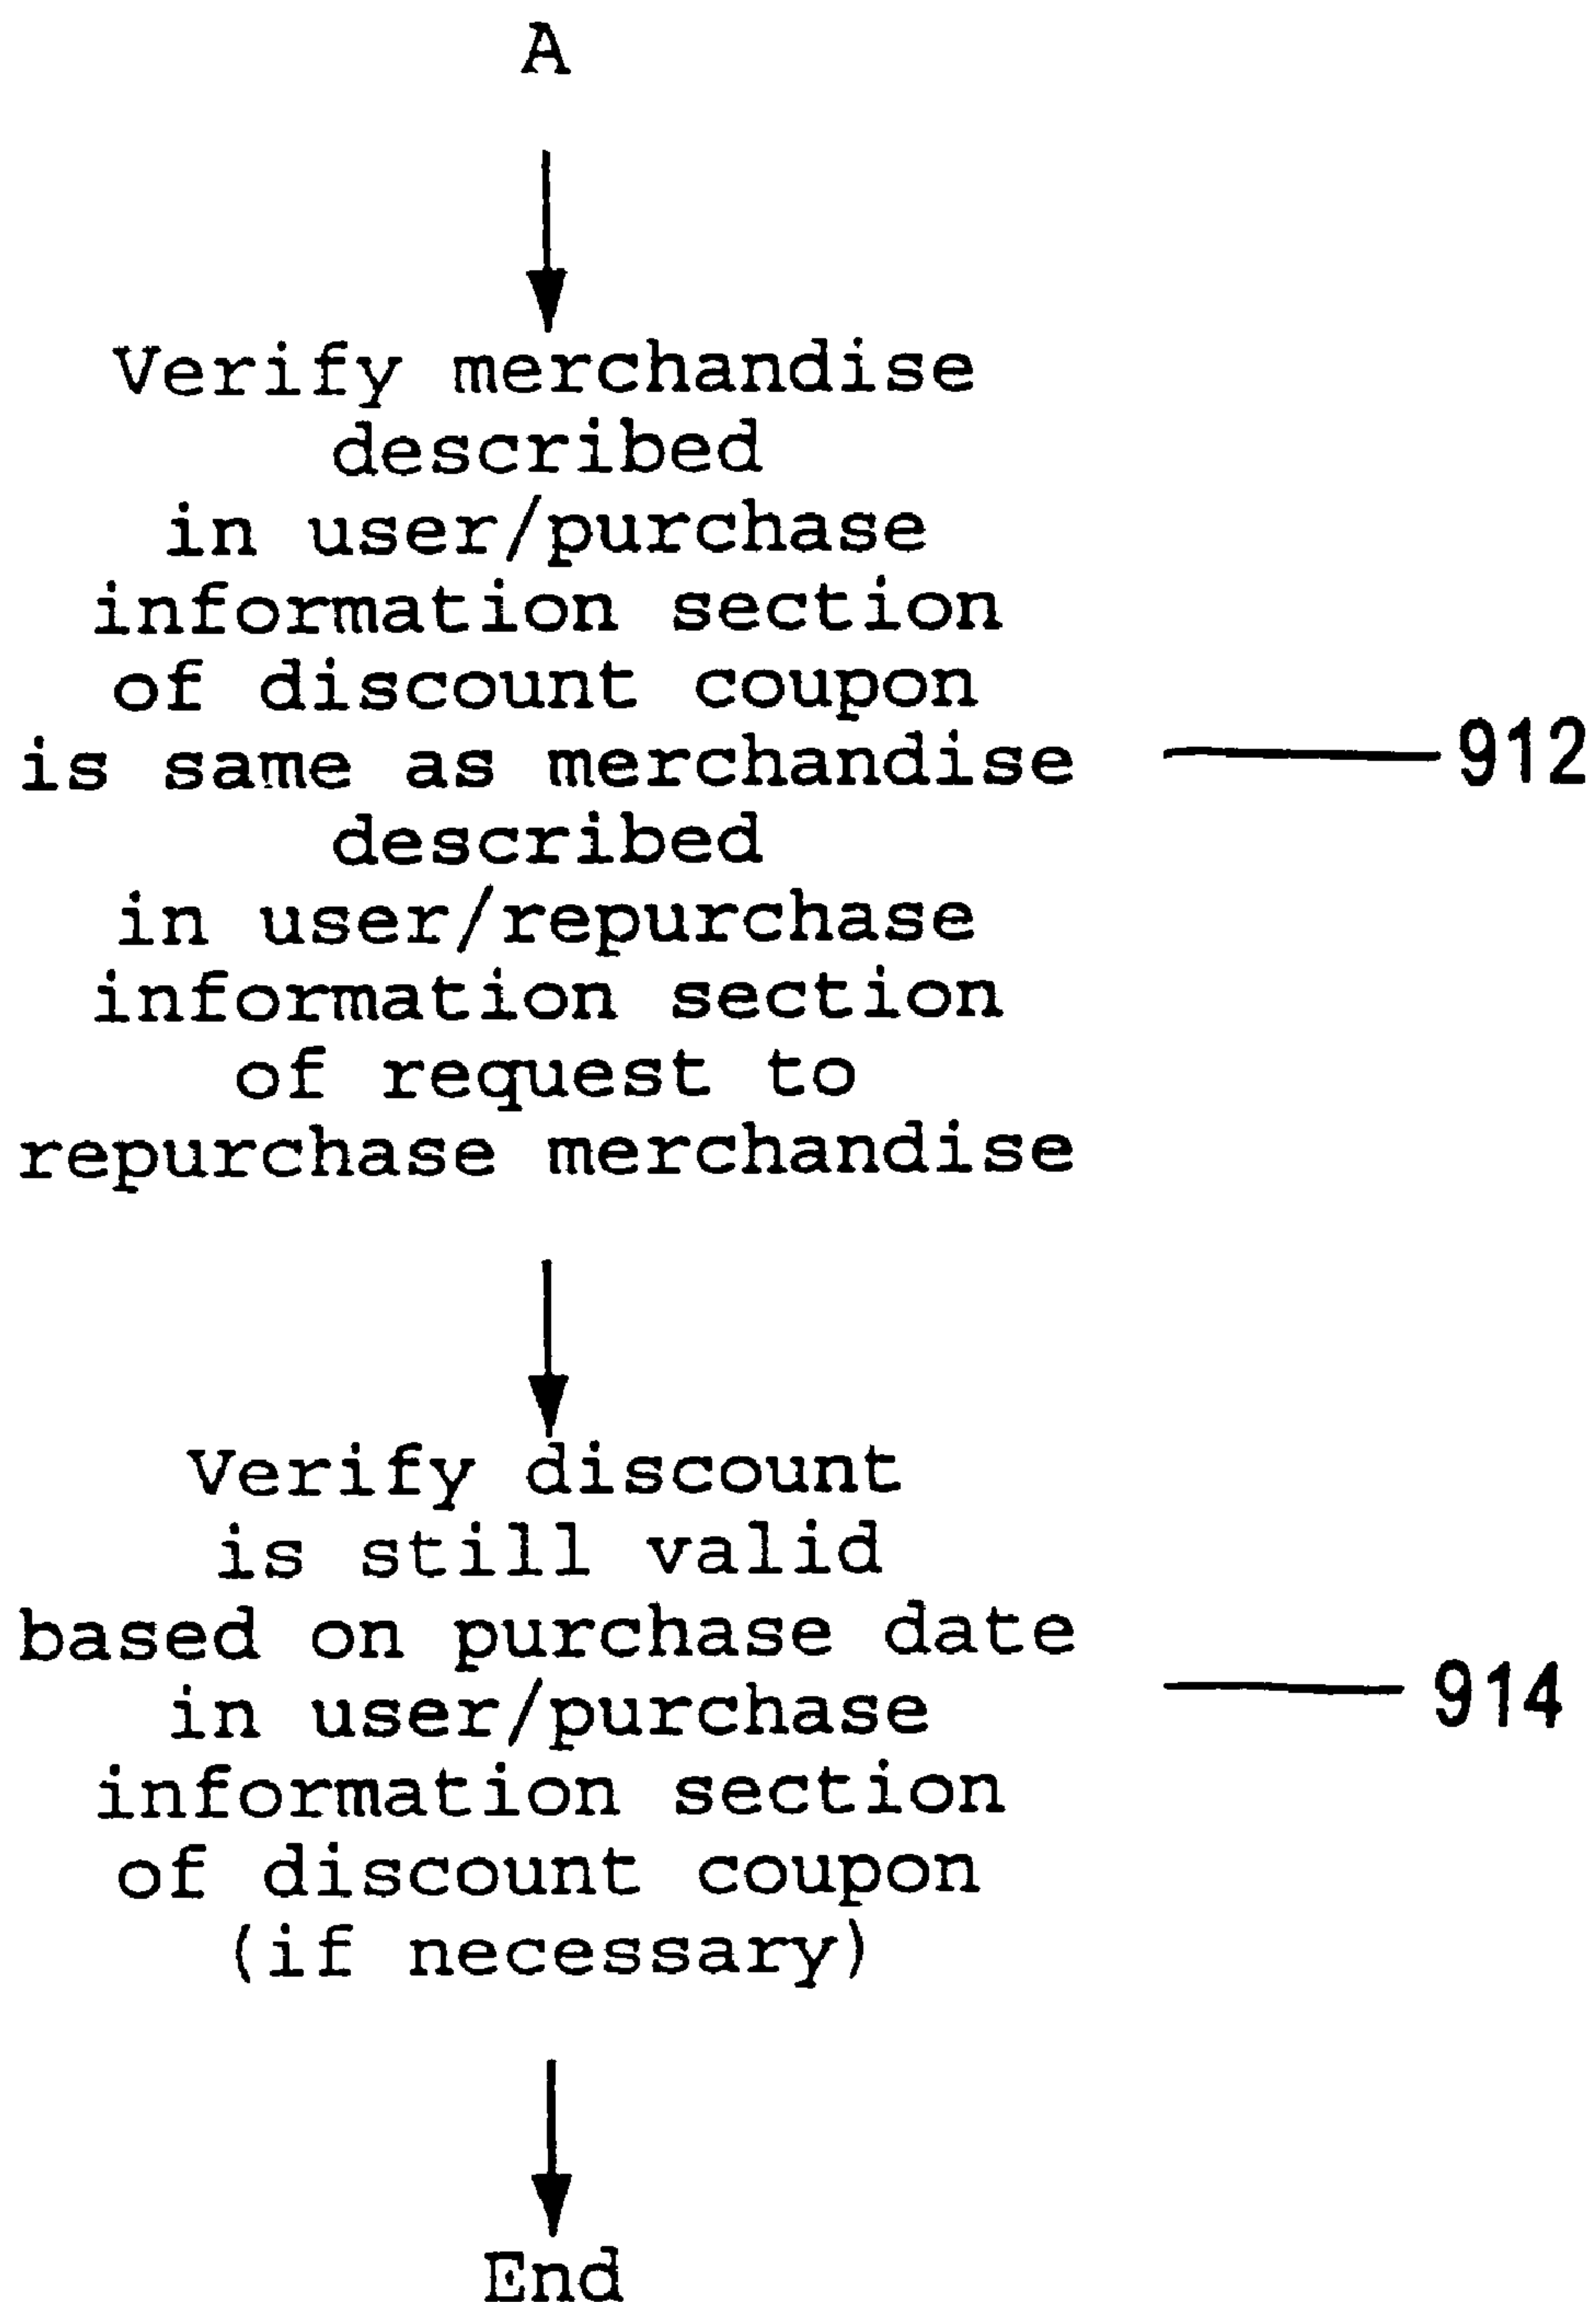 A
Verify merchandise
described
in user/purchase
information section
of discount coupon
is same as merchandise
912
described
in user/repurchase
information section
of request to
repurchase merchandise
Verify discount
is still valid
based on purchase date
914
in user/purchase
information section
of discount coupon
(if necessary)
End